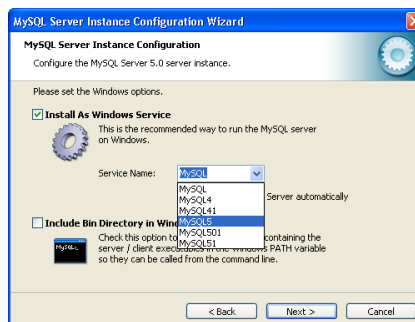 MySQL Server Instance Configuration Wizard
MySQL Server Instance Configuration
Configure the MySQL Server 5.0 server instance.
Please set the Windows options.
Install As Windows Service
This is the recommended way to run the MySQL server
on Windows.
Service Name: MySQL
MySQL
MySQL4
MySQL41
Server automatically
MySQL5
MySQL501
MySQL51
Include Bin Directory in Win
Check this option to containing the
server / client executables in the Windows PATH variable
so they can be called from the command line.
MySQL
< Back Next > Cancel